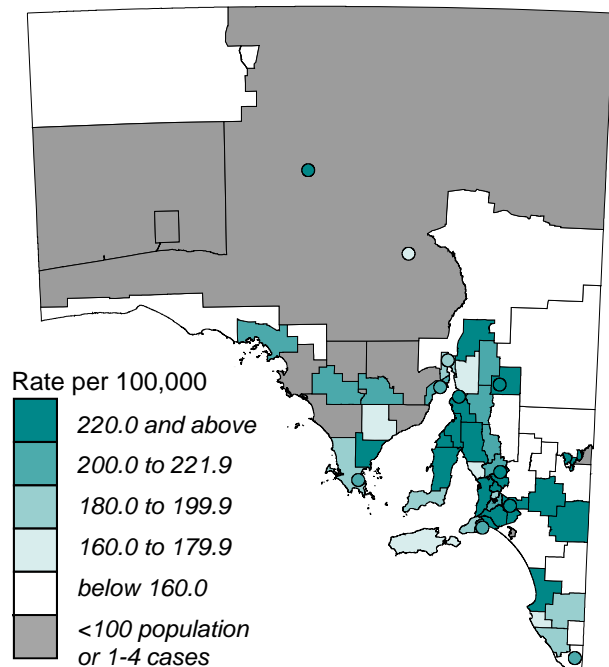 Rate per 100,000
220.0 and above
200.0 to 221.9
180.0 to 199.9
160.0 to 179.9
below 160.0
<100 population
or 1-4 cases